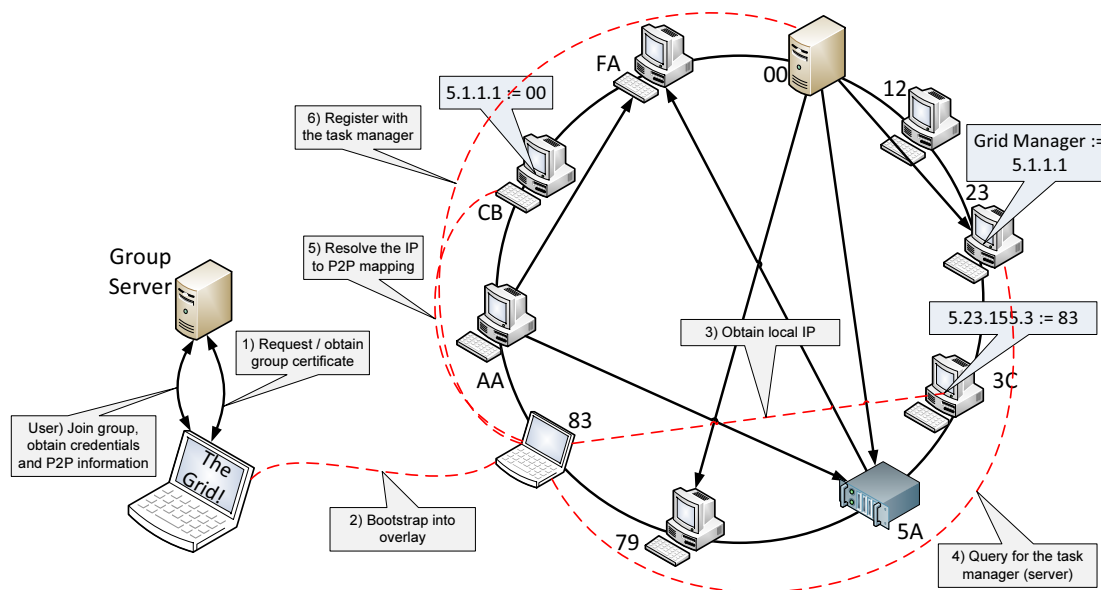 FA
00
12
5.1.1.1 := 00
6) Register with
the task manager
Grid Manager :=
5.1.1.1
23
CB
5) Resolve the IP
to P2P mapping
Group
Server
5.23.155.3 := 83
3) Obtain local IP
1) Request / obtain
group certificate
AA
3C
83
User) Join group,
obtain credentials
and P2P information
The
Grid!
2) Bootstrap into
overlay
79
5A
4) Query for the task
manager (server)